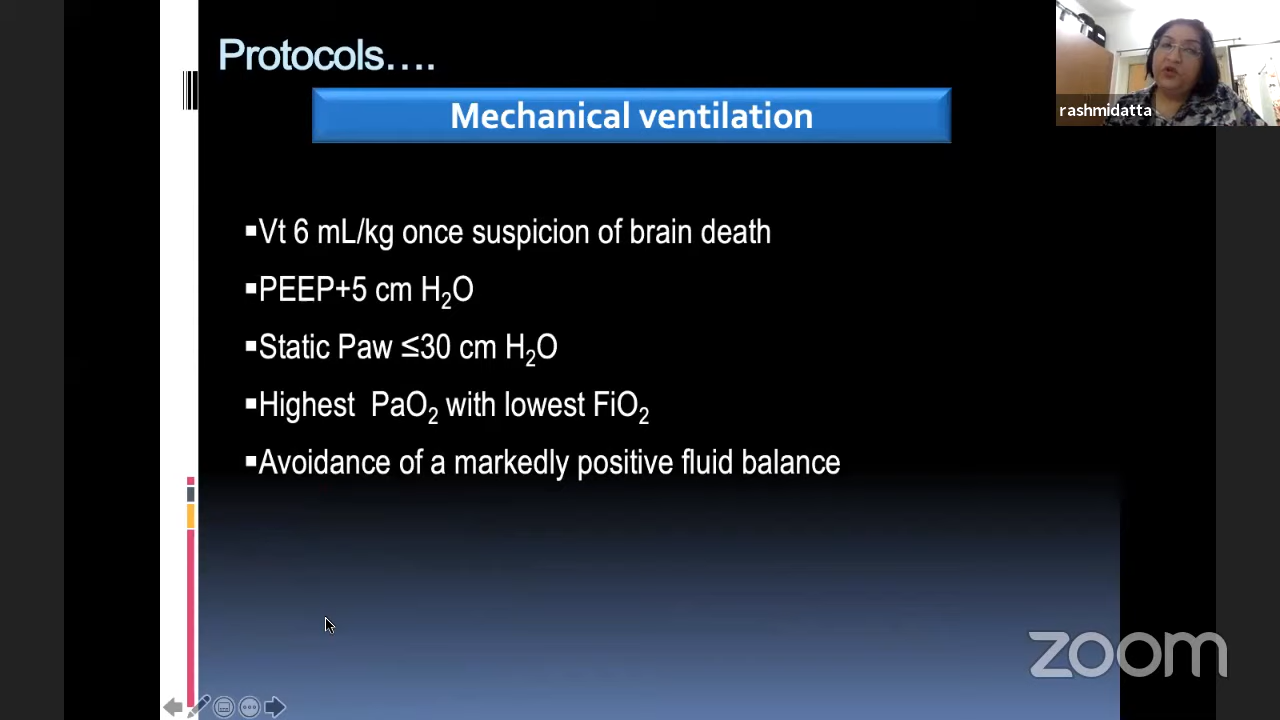 Protocols….
Mechanical ventilation
rashmidatta
▪Vt 6 mL/kg once suspicion of brain death
▪PEEP+5 cm H₂O
▪Static Paw ≤30 cm H₂O
▪Highest  PaO₂ with lowest FiO₂
▪Avoidance of a markedly positive fluid balance
zoom